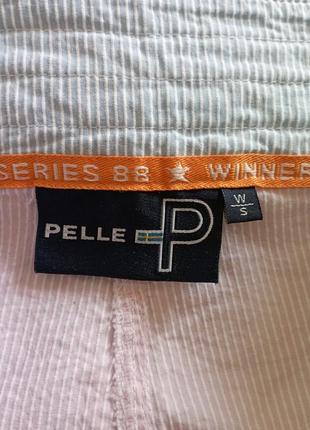 SERIES 88 ★ WINNER
PELLE P
W
S